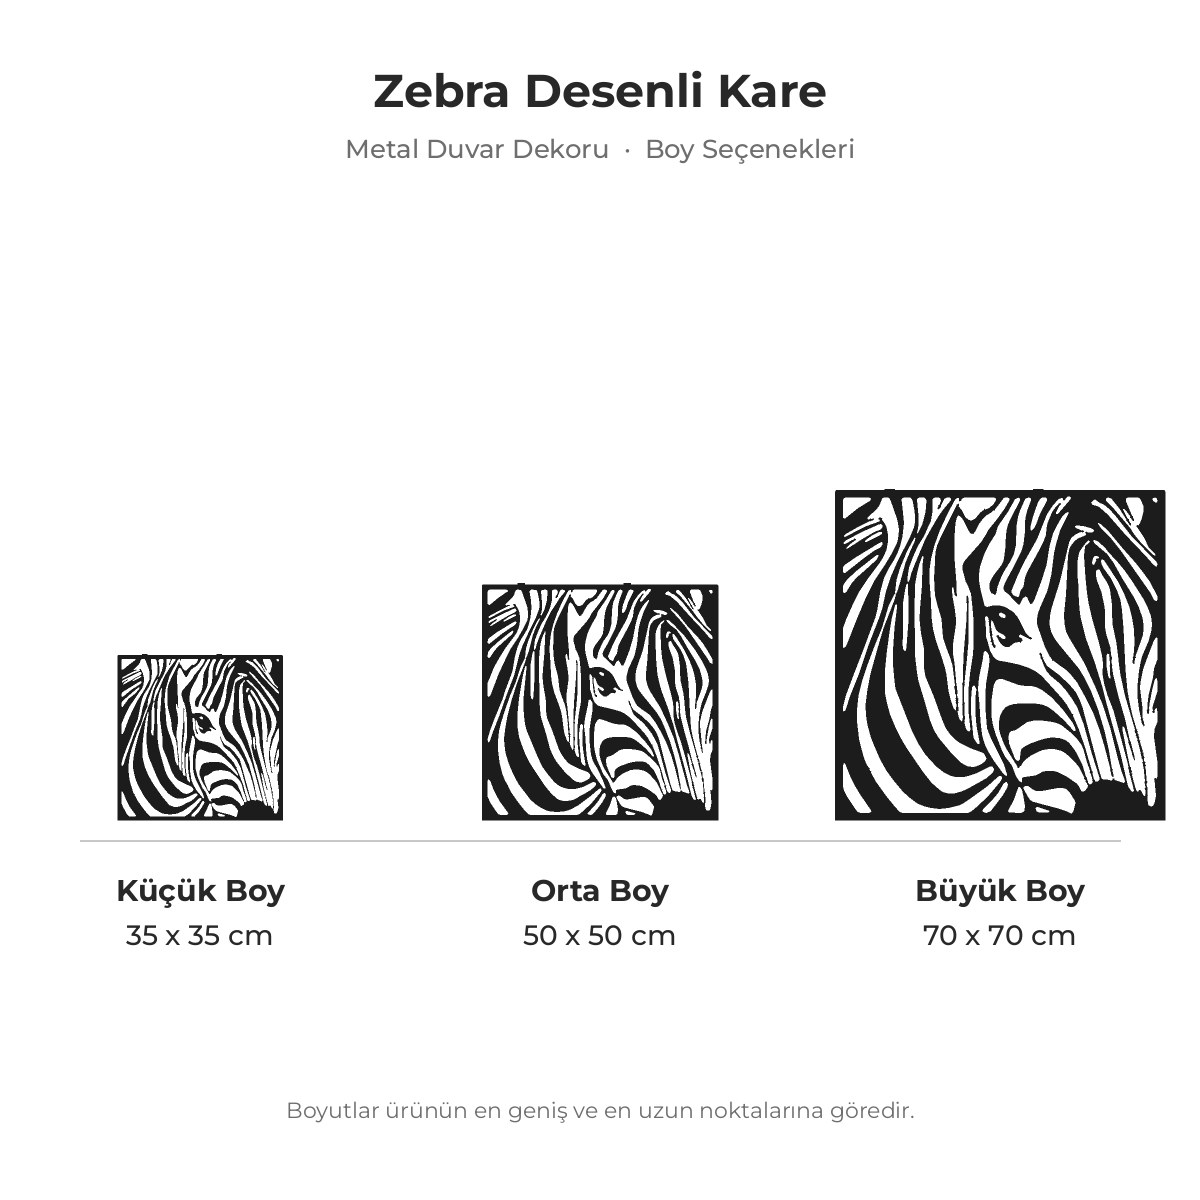 Zebra Desenli Kare
Metal Duvar Dekoru · Boy Seçenekleri
Küçük Boy
35 x 35 cm
Orta Boy
50 x 50 cm
Büyük Boy
70 x 70 cm
Boyutlar ürünün en geniş ve en uzun noktalarına göredir.